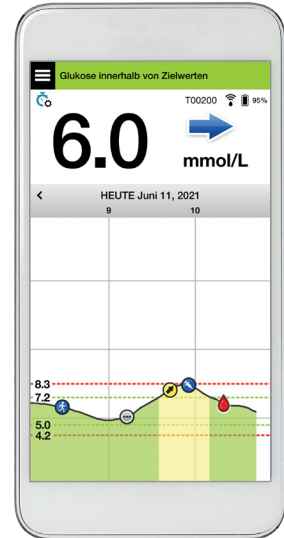 Glukose innerhalb von Zielwerten
T00200 95%
6.0
mmol/L
HEUTE Juni 11, 2021
9 10
8.3
7.2
5.0
4.2